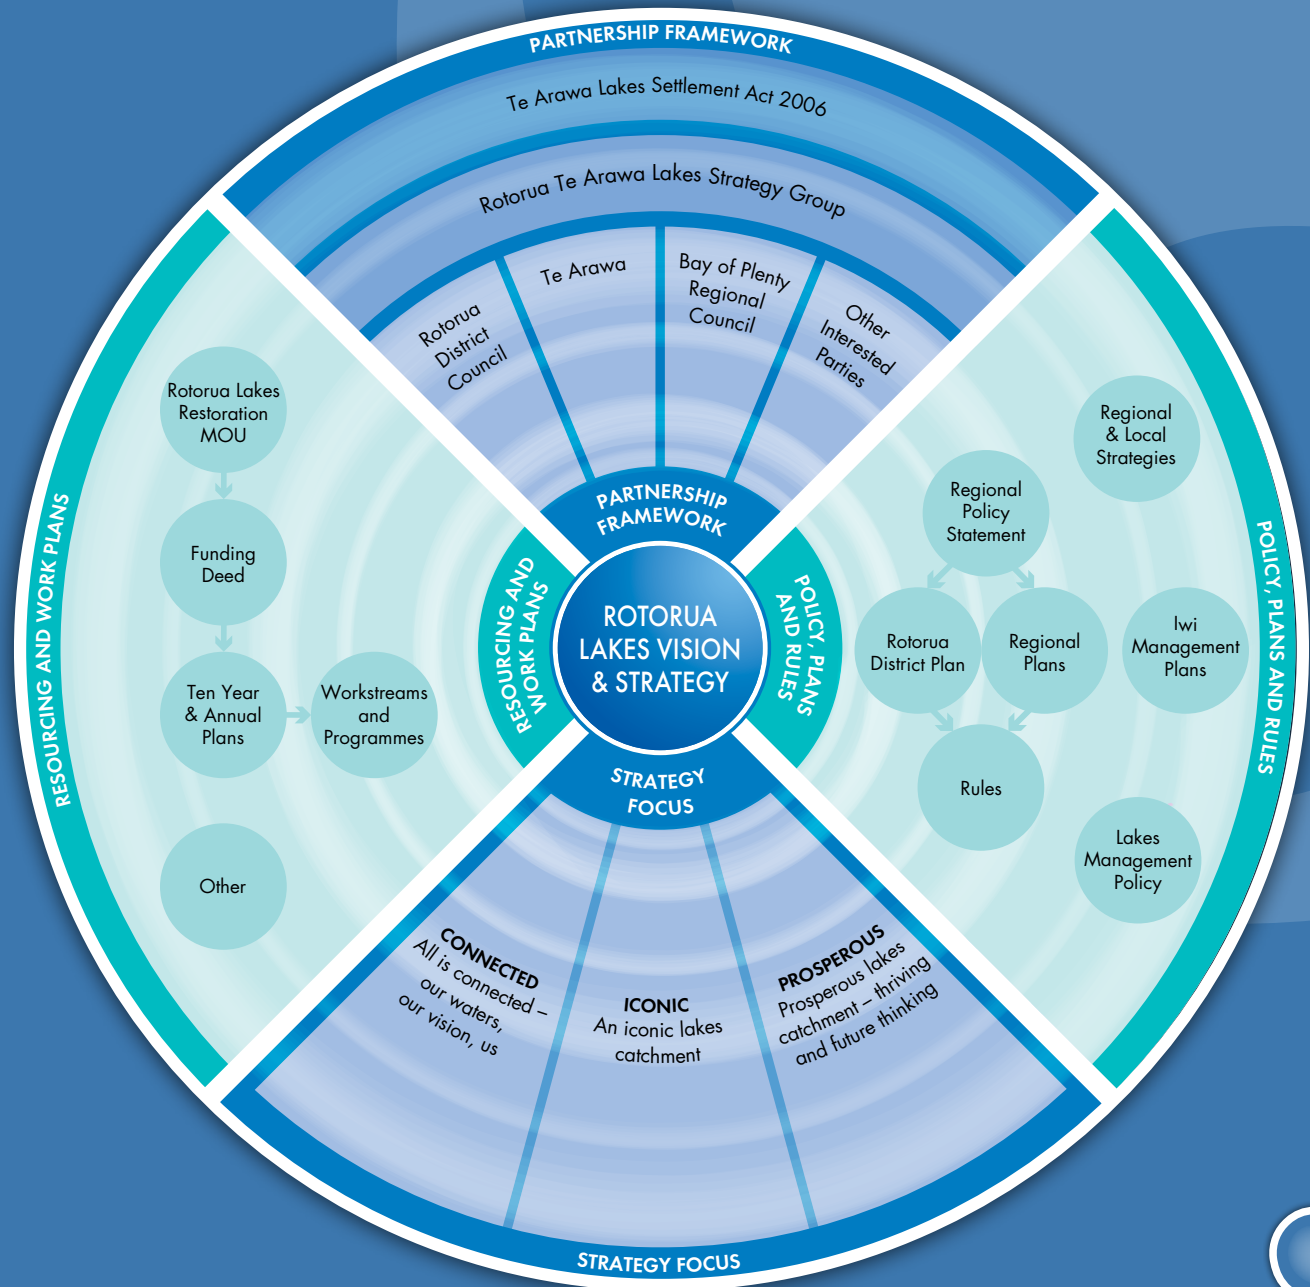 PARTNERSHIP FRAMEWORK
Te Arawa Lakes Settlement Act 2006
Rotorua Te Arawa Lakes Strategy Group
Rotorua
District
Council
Te Arawa
Bay of Plenty
Regional
Council
Other
Interested
Parties
PARTNERSHIP
FRAMEWORK
RESOURCING AND WORK PLANS
Rotorua Lakes
Restoration
MOU
Funding
Deed
Ten Year
& Annual
Plans
Workstreams
and
Programmes
Other
RESOURCING AND
WORK PLANS
ROTORUA
LAKES VISION
& STRATEGY
POLICY, PLANS
AND RULES
Regional
& Local
Strategies
Regional
Policy
Statement
Rotorua
District Plan
Regional
Plans
Iwi
Management
Plans
Rules
Lakes
Management
Policy
POLICY, PLANS AND RULES
STRATEGY
FOCUS
CONNECTED
All is connected –
our waters,
our vision, us
ICONIC
An iconic lakes
catchment
PROSPEROUS
Prosperous lakes
catchment – thriving
and future thinking
STRATEGY FOCUS